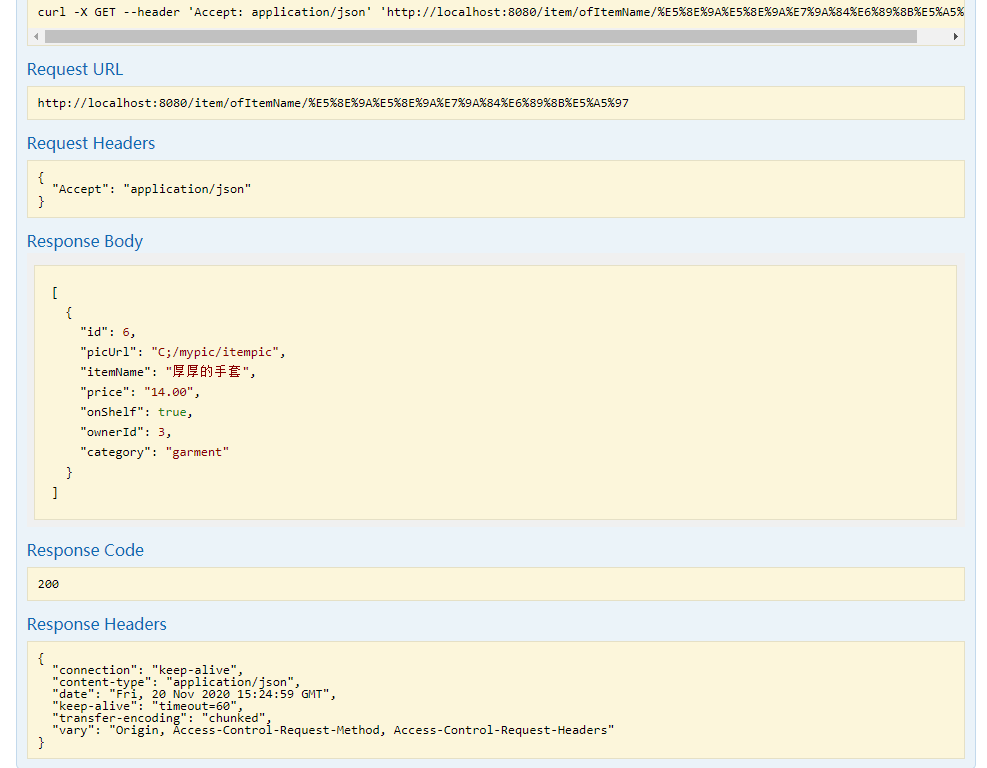 curl -X GET --header 'Accept: application/json' 'http://localhost:8080/item/ofItemName/%E5%8E%9A%E5%8E%9A%E7%9A%84%E6%89%8B%E5%A5%
Request URL
http://localhost:8080/item/ofItemName/%E5%8E%9A%E5%8E%9A%E7%9A%84%E6%89%8B%E5%A5%97
Request Headers
{
  "Accept": "application/json"
}
Response Body
[
  {
    "id": 6,
    "picUrl": "C;/mypic/itempic",
    "itemName": "厚厚的手套",
    "price": "14.00",
    "onShelf": true,
    "ownerId": 3,
    "category": "garment"
  }
]
Response Code
200
Response Headers
{
  "connection": "keep-alive",
  "content-type": "application/json",
  "date": "Fri, 20 Nov 2020 15:24:59 GMT",
  "keep-alive": "timeout=60",
  "transfer-encoding": "chunked",
  "vary": "Origin, Access-Control-Request-Method, Access-Control-Request-Headers"
}